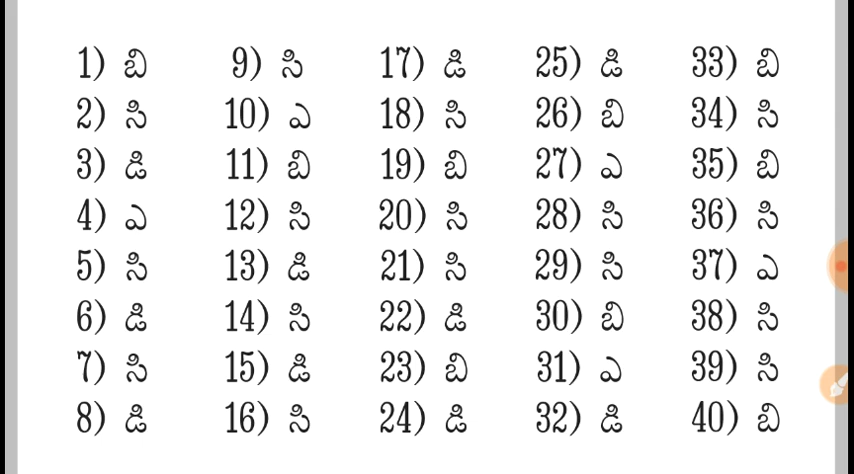 1) బి 9) సి 17) డి 25) డి 33) బి
2) సి 10) ఎ 18) సి 26) బి 34) సి
3) డి 11) బి 19) బి 27) ఎ 35) బి
4) ఎ 12) సి 20) సి 28) సి 36) సి
5) సి 13) డి 21) సి 29) సి 37) ఎ
6) డి 14) సి 22) డి 30) బి 38) సి
7) సి 15) డి 23) బి 31) ఎ 39) సి
8) డి 16) సి 24) డి 32) డి 40) బి